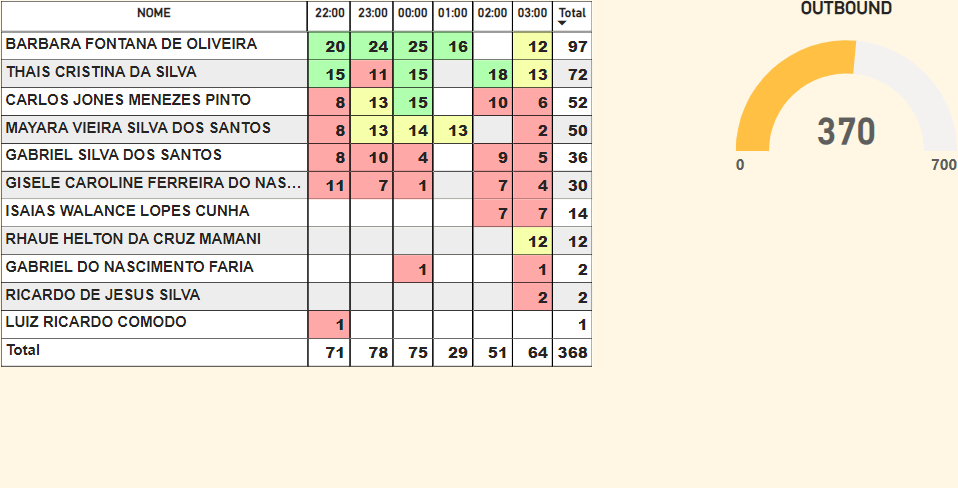 NOME 22:00 23:00 00:00 01:00 02:00 03:00 Total
BARBARA FONTANA DE OLIVEIRA 20 24 25 16 12 97
THAIS CRISTINA DA SILVA 15 11 15 18 13 72
CARLOS JONES MENEZES PINTO 8 13 15 10 6 52
MAYARA VIEIRA SILVA DOS SANTOS 8 13 14 13 2 50
GABRIEL SILVA DOS SANTOS 8 10 4 9 5 36
GISELE CAROLINE FERREIRA DO NAS... 11 7 1 7 4 30
ISAIAS WALANCE LOPES CUNHA 7 7 14
RHAUE HELTON DA CRUZ MAMANI 12 12
GABRIEL DO NASCIMENTO FARIA 1 1 2
RICARDO DE JESUS SILVA 2 2
LUIZ RICARDO COMODO 1 1
Total 71 78 75 29 51 64 368
OUTBOUND
370
0 700